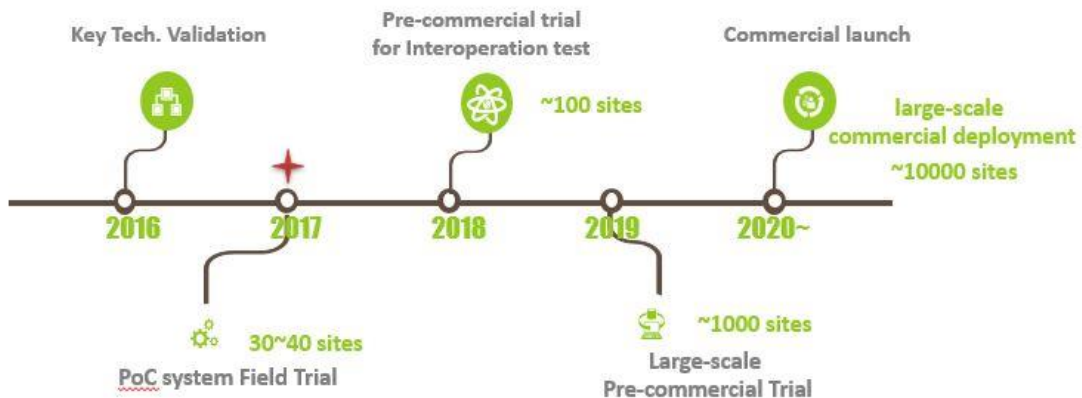 Key Tech. Validation
Pre-commercial trial
for Interoperation test
~100 sites
Commercial launch
large-scale
commercial deployment
~10000 sites
2016
2017
2018
2019
2020~
30~40 sites
PoC system Field Trial
~1000 sites
Large-scale
Pre-commercial Trial